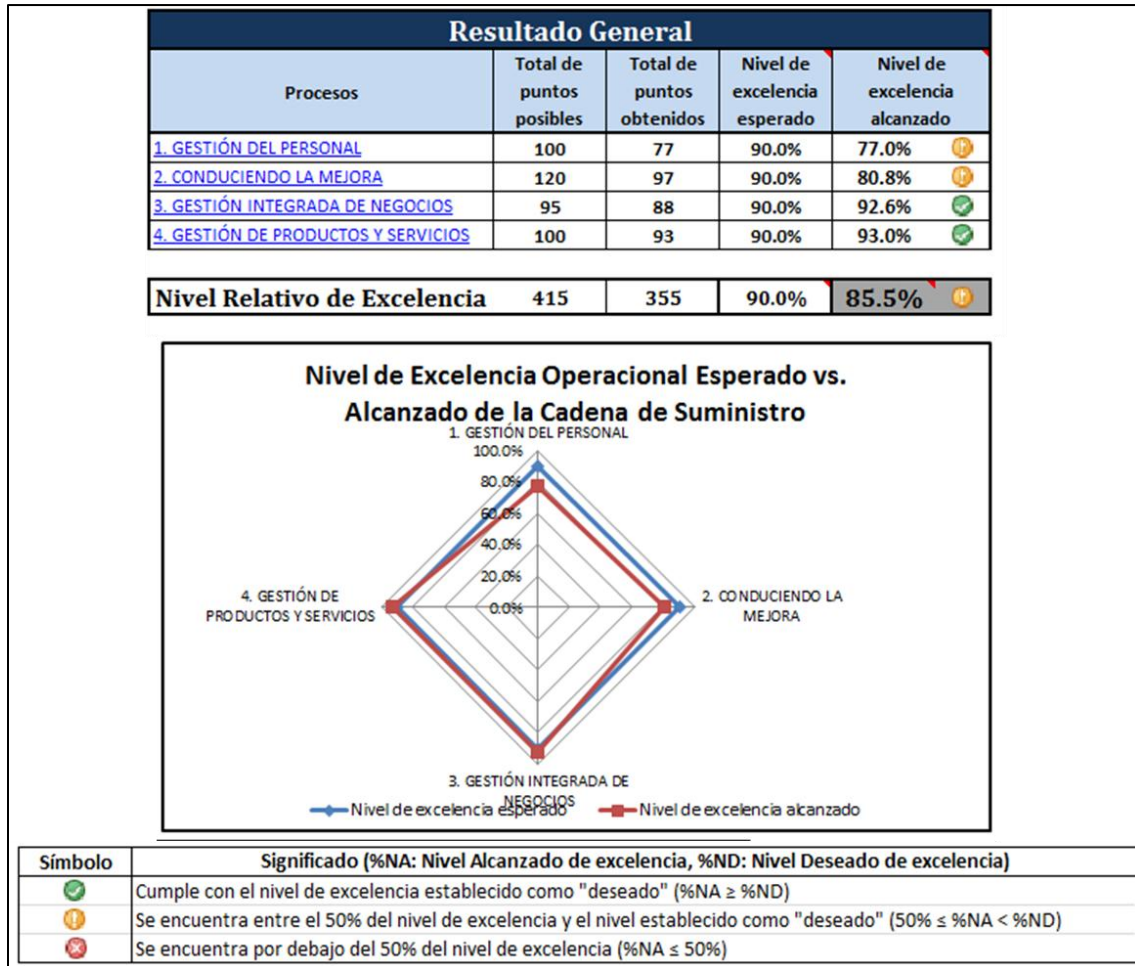 Resultado General
Procesos Total de puntos posibles Total de puntos obtenidos Nivel de excelencia esperado Nivel de excelencia alcanzado
1. GESTIÓN DEL PERSONAL 100 77 90.0% 77.0%
2. CONDUCIENDO LA MEJORA 120 97 90.0% 80.8%
3. GESTIÓN INTEGRADA DE NEGOCIOS 95 88 90.0% 92.6%
4. GESTIÓN DE PRODUCTOS Y SERVICIOS 100 93 90.0% 93.0%
Nivel Relativo de Excelencia 415 355 90.0% 85.5%
Nivel de Excelencia Operacional Esperado vs.
Alcanzado de la Cadena de Suministro
1. GESTIÓN DEL PERSONAL
100.0%
80.0%
60.0%
40.0%
20.0%
0.0%
4. GESTIÓN DE
PRODUCTOS Y SERVICIOS
2. CONDUCIENDO LA
MEJORA
3. GESTIÓN INTEGRADA DE
NEGOCIOS
Nivel de excelencia esperado Nivel de excelencia alcanzado
Símbolo Significado (%NA: Nivel Alcanzado de excelencia, %ND: Nivel Deseado de excelencia)
Cumple con el nivel de excelencia establecido como "deseado" (%NA ≥ %ND)
Se encuentra entre el 50% del nivel de excelencia y el nivel establecido como "deseado" (50% ≤ %NA < %ND)
Se encuentra por debajo del 50% del nivel de excelencia (%NA ≤ 50%)